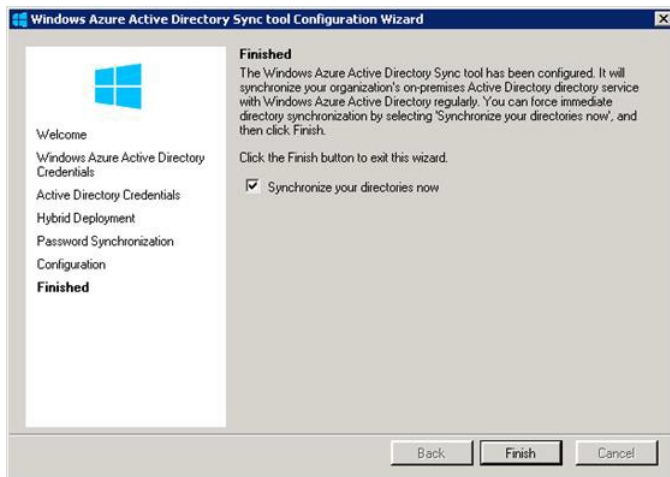 Windows Azure Active Directory Sync tool Configuration Wizard
Welcome
Windows Azure Active Directory
Credentials
Active Directory Credentials
Hybrid Deployment
Password Synchronization
Configuration
Finished
Finished
The Windows Azure Active Directory Sync tool has been configured. It will
synchronize your organization's on-premises Active Directory directory service
with Windows Azure Active Directory regularly. You can force immediate
directory synchronization by selecting 'Synchronize your directories now', and
then click Finish.
Click the Finish button to exit this wizard.
Synchronize your directories now
Back
Finish
Cancel